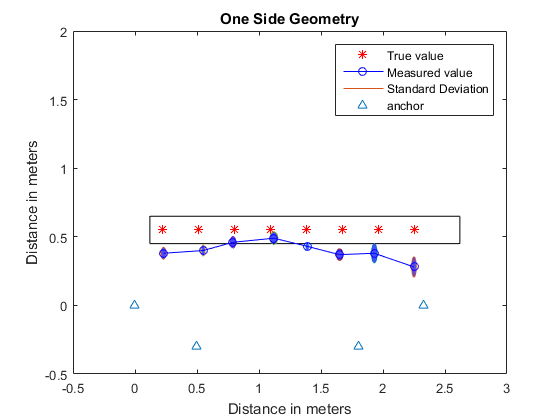 One Side Geometry
True value
Measured value
Standard Deviation
anchor
Distance in meters
2
1.5
1
0.5
0
-0.5
-0.5
0
0.5
1
1.5
2
2.5
3
Distance in meters